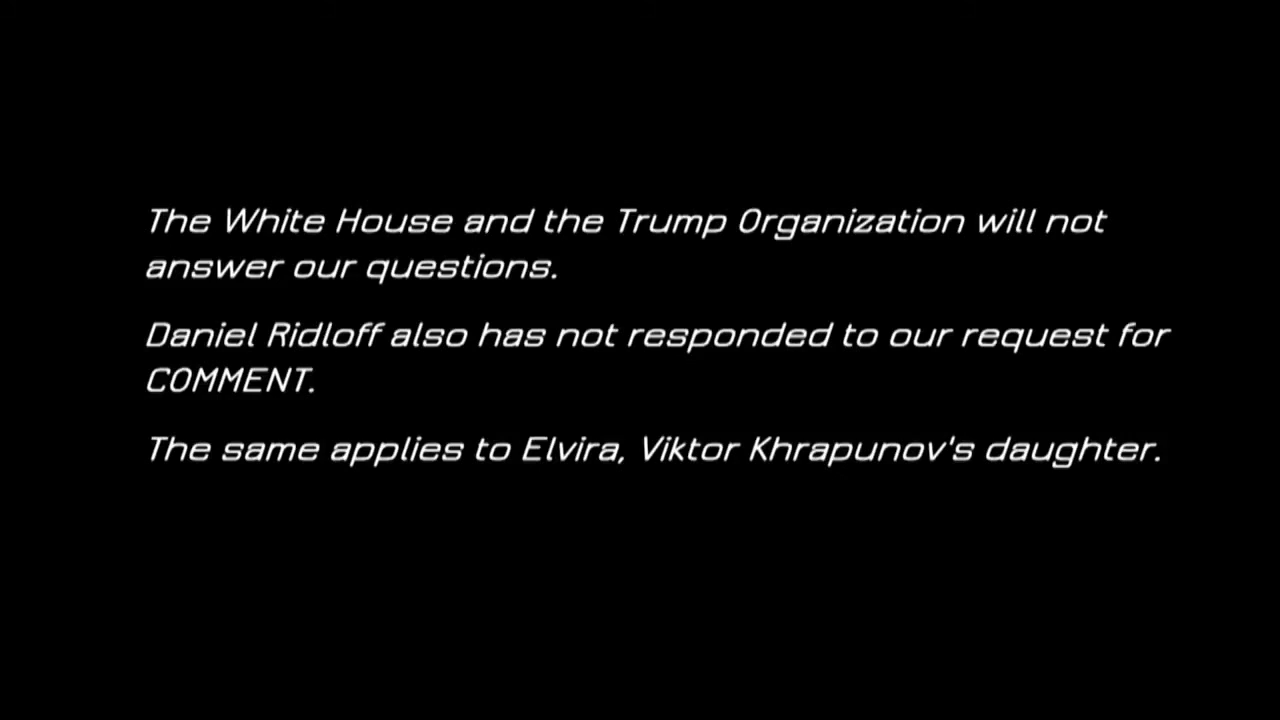 The White House and the Trump Organization will not
answer our questions.
Daniel Ridloff also has not responded to our request for
COMMENT.
The same applies to Elvira, Viktor Khrapunov's daughter.